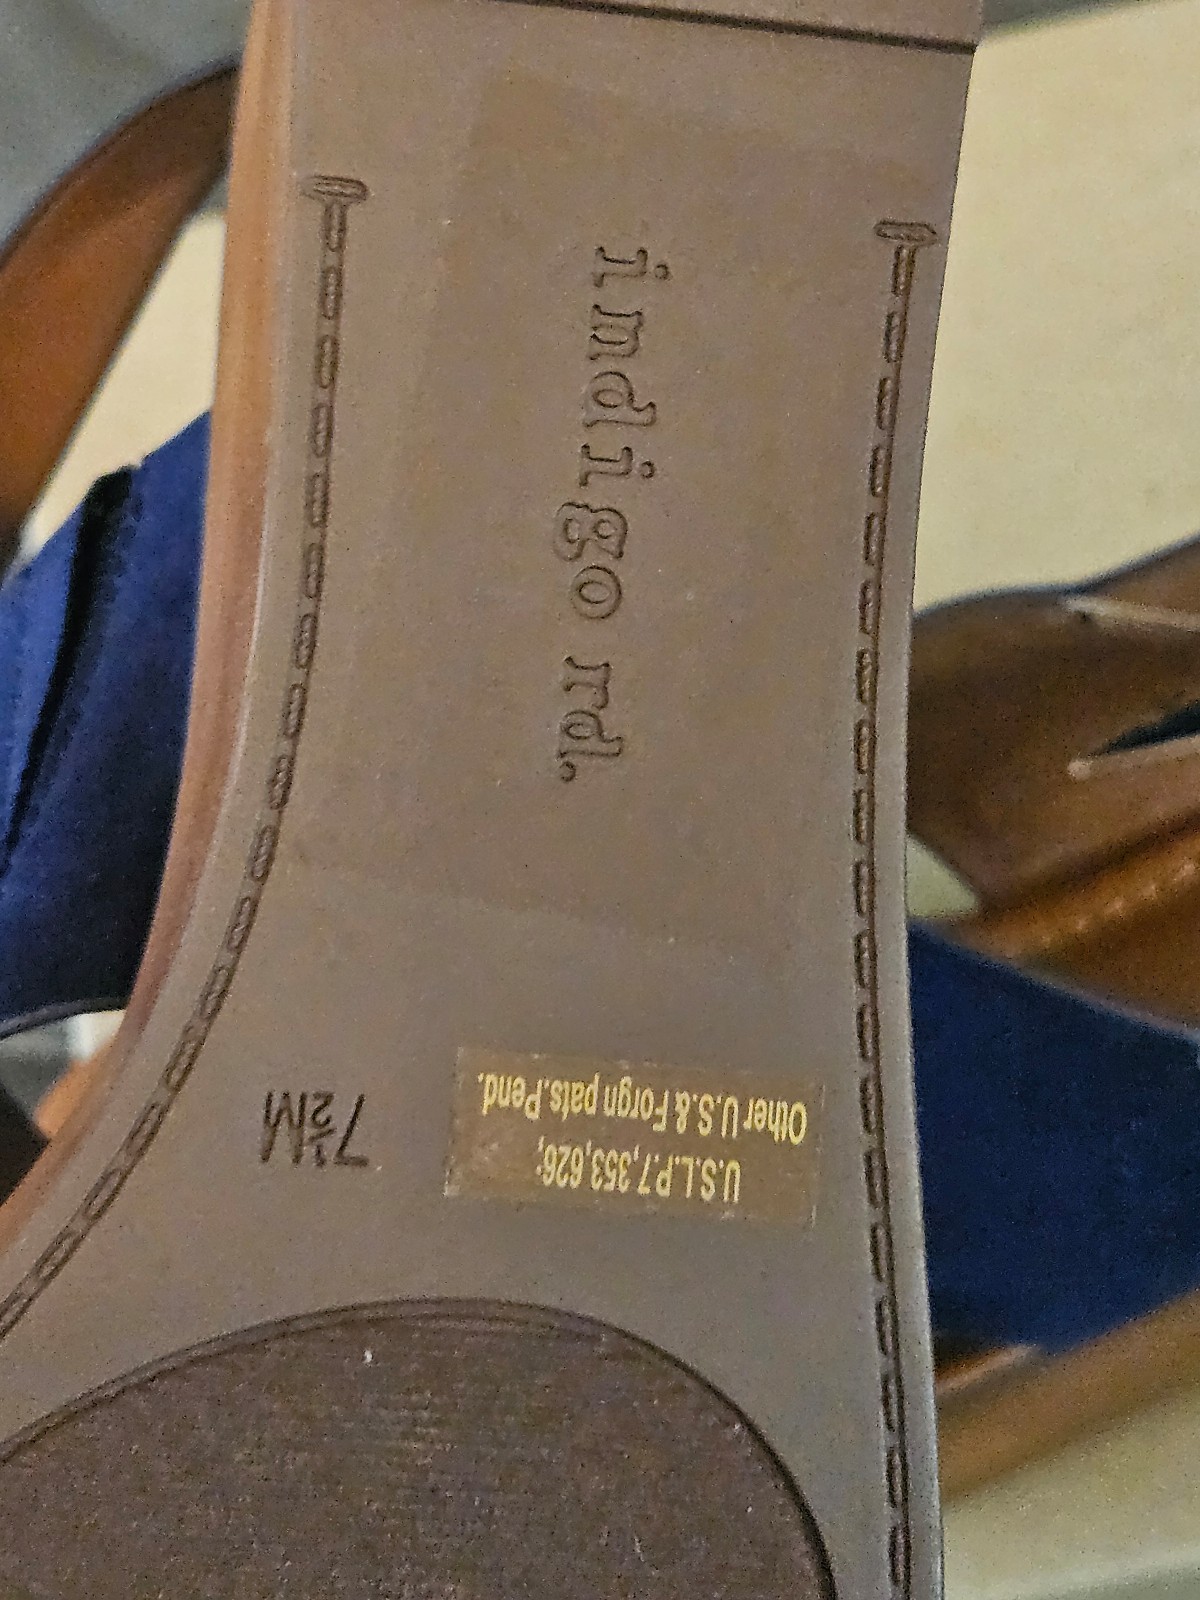 indigo rd.
7½M
U.S.L.P.7,353,626;
Other U.S.& Forgn pats.Pend.